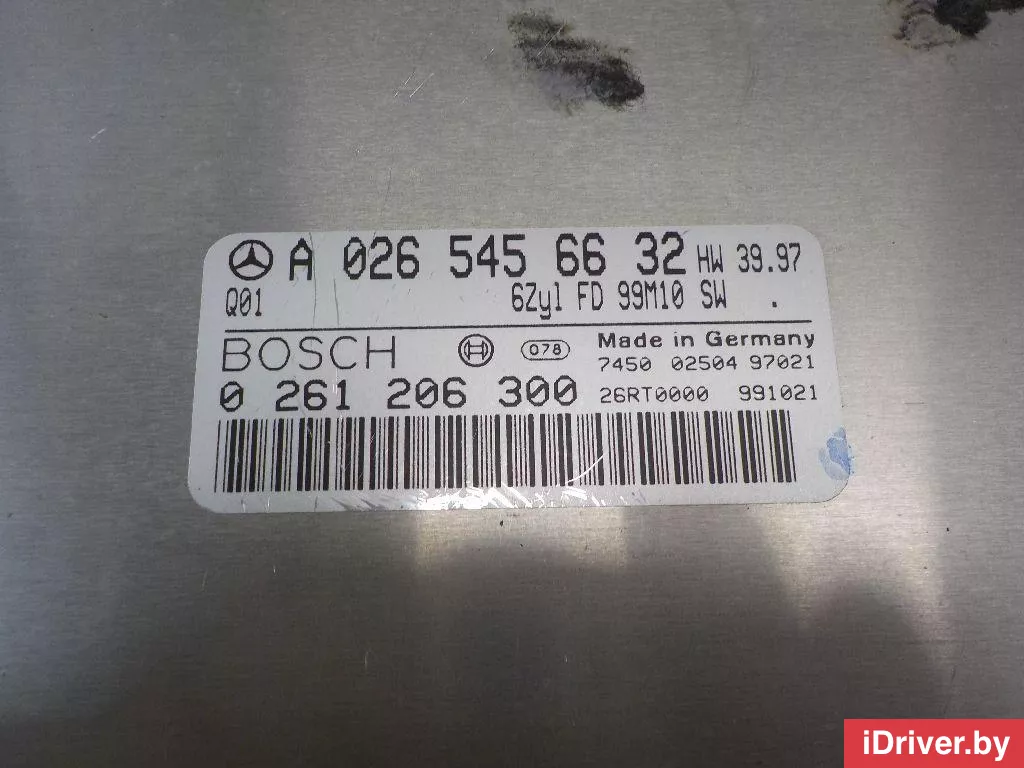 A 026 545 66 32 HW 39.97
Q01 6Zyl FD 99M10 SW .
BOSCH 078 Made in Germany
7450 02504 97021
0 261 206 300 26RT0000 991021
iDriver.by